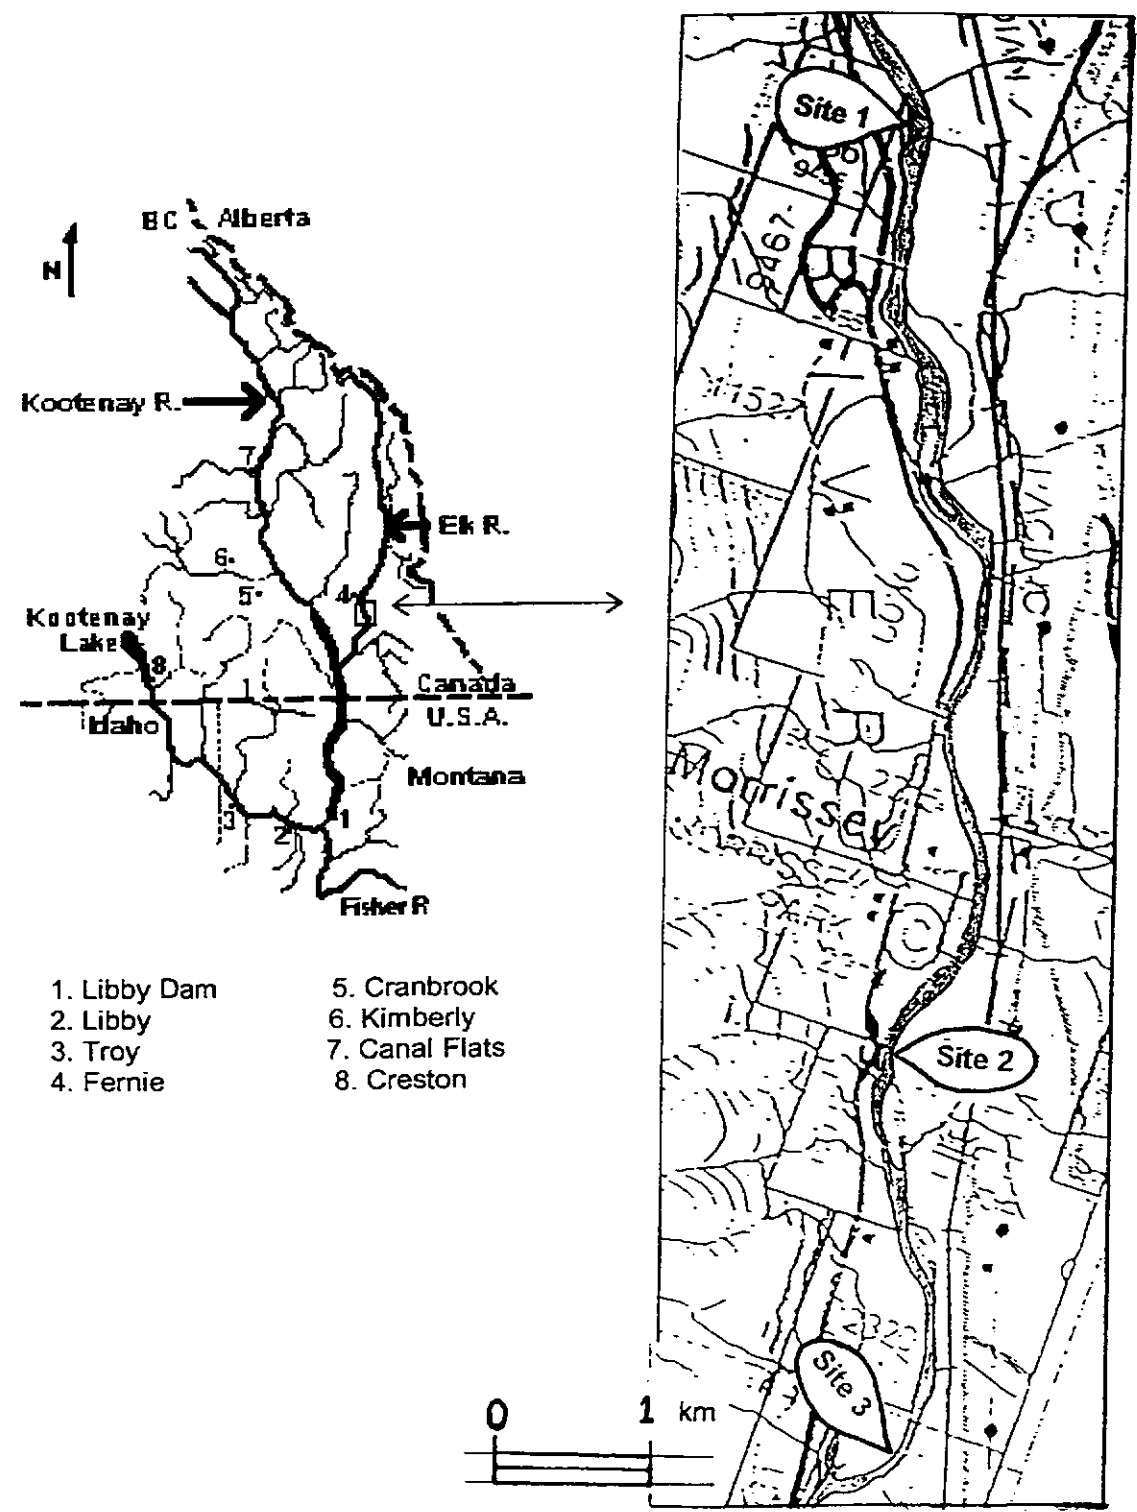 BC Alberta
N
Kootenay R.
7
Elk R.
6.
5.
4
Kootenay
Lake
8
Canada
Idaho
U.S.A.
Montana
3
2
1
Fisher R
1. Libby Dam
2. Libby
3. Troy
4. Fernie
5. Cranbrook
6. Kimberly
7. Canal Flats
8. Creston
Site 1
9467
Site 2
Site 3
0 1 km